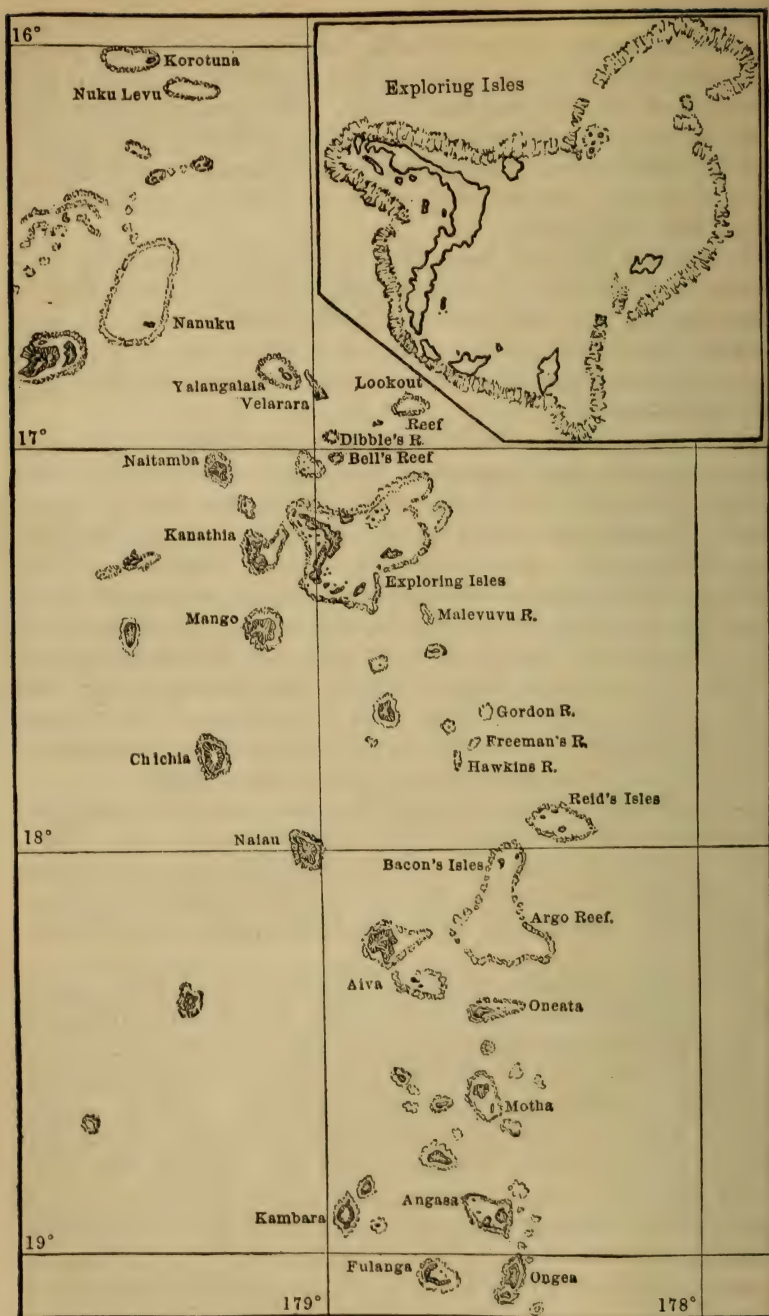 16°
Korotuna
Nuku Levu
Exploring Isles
Nanuku
Yalangalala
Velarara
Lookout
Reef
17°
Dibble's R.
Naitamba
Bell's Reef
Kanathia
Exploring Isles
Mango
Malevuvu R.
Gordon R.
Freeman's R.
Chichia
Hawkins R.
Reid's Isles
18°
Naiau
Bacon's Isles
Argo Reef.
Aiva
Oneata
Motha
Angasa
Kambara
19°
Fulanga
Ongea
179°
178°